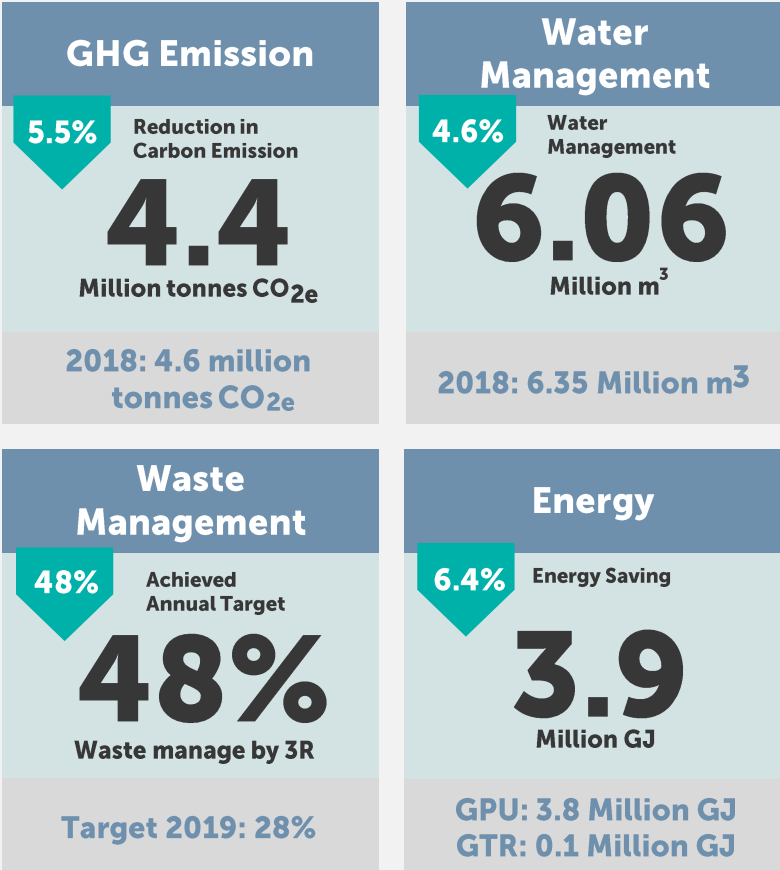 GHG Emission
5.5%
Reduction in
Carbon Emission
4.4
Million tonnes CO2e
2018: 4.6 million
tonnes CO2e
Water
Management
4.6%
Water
Management
6.06
Million m³
2018: 6.35 Million m³
Waste
Management
48%
Achieved
Annual Target
48%
Waste manage by 3R
Target 2019: 28%
Energy
6.4%
Energy Saving
3.9
Million GJ
GPU: 3.8 Million GJ
GTR: 0.1 Million GJ